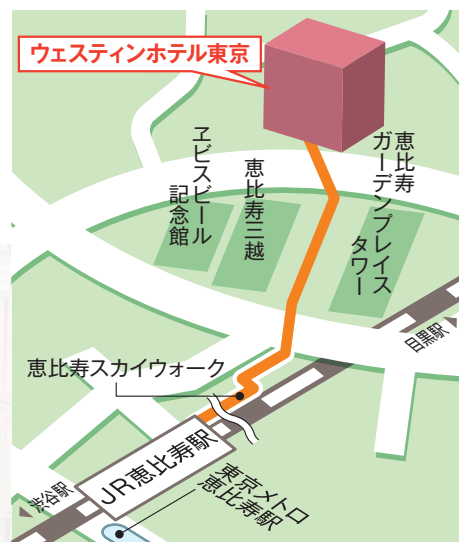 ウェスティンホテル東京
恵比寿
ガーデンプレイス
タワー
恵比寿三越
ヱビスビール
記念館
目黒駅
恵比寿スカイウォーク
JR恵比寿駅
渋谷駅
東京メトロ
恵比寿駅